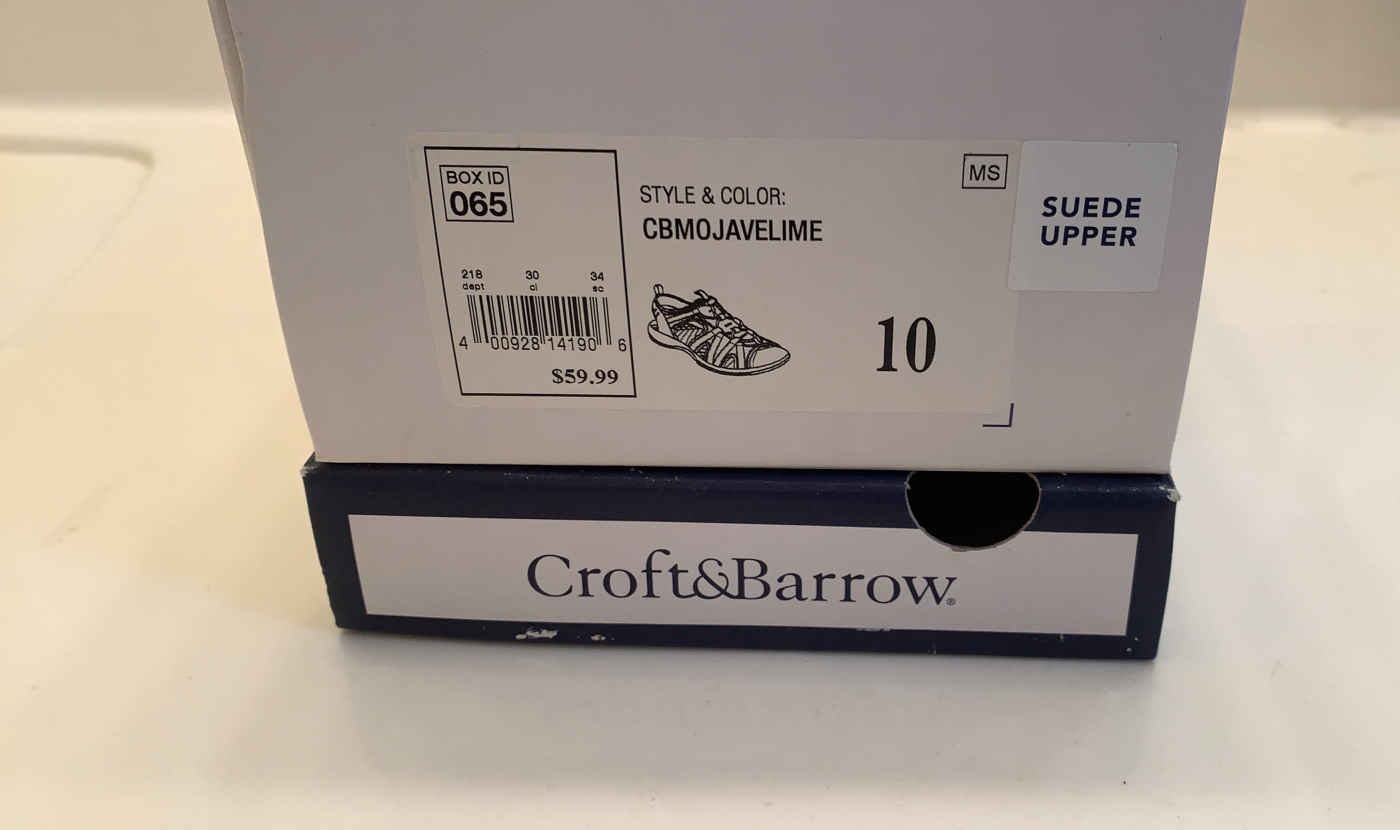 BOX ID
065
218 30 34
dept cl sc
4 00928 14190 6
$59.99
STYLE & COLOR:
CBMOJAVELIME
MS
10
SUEDE
UPPER
Croft&Barrow®